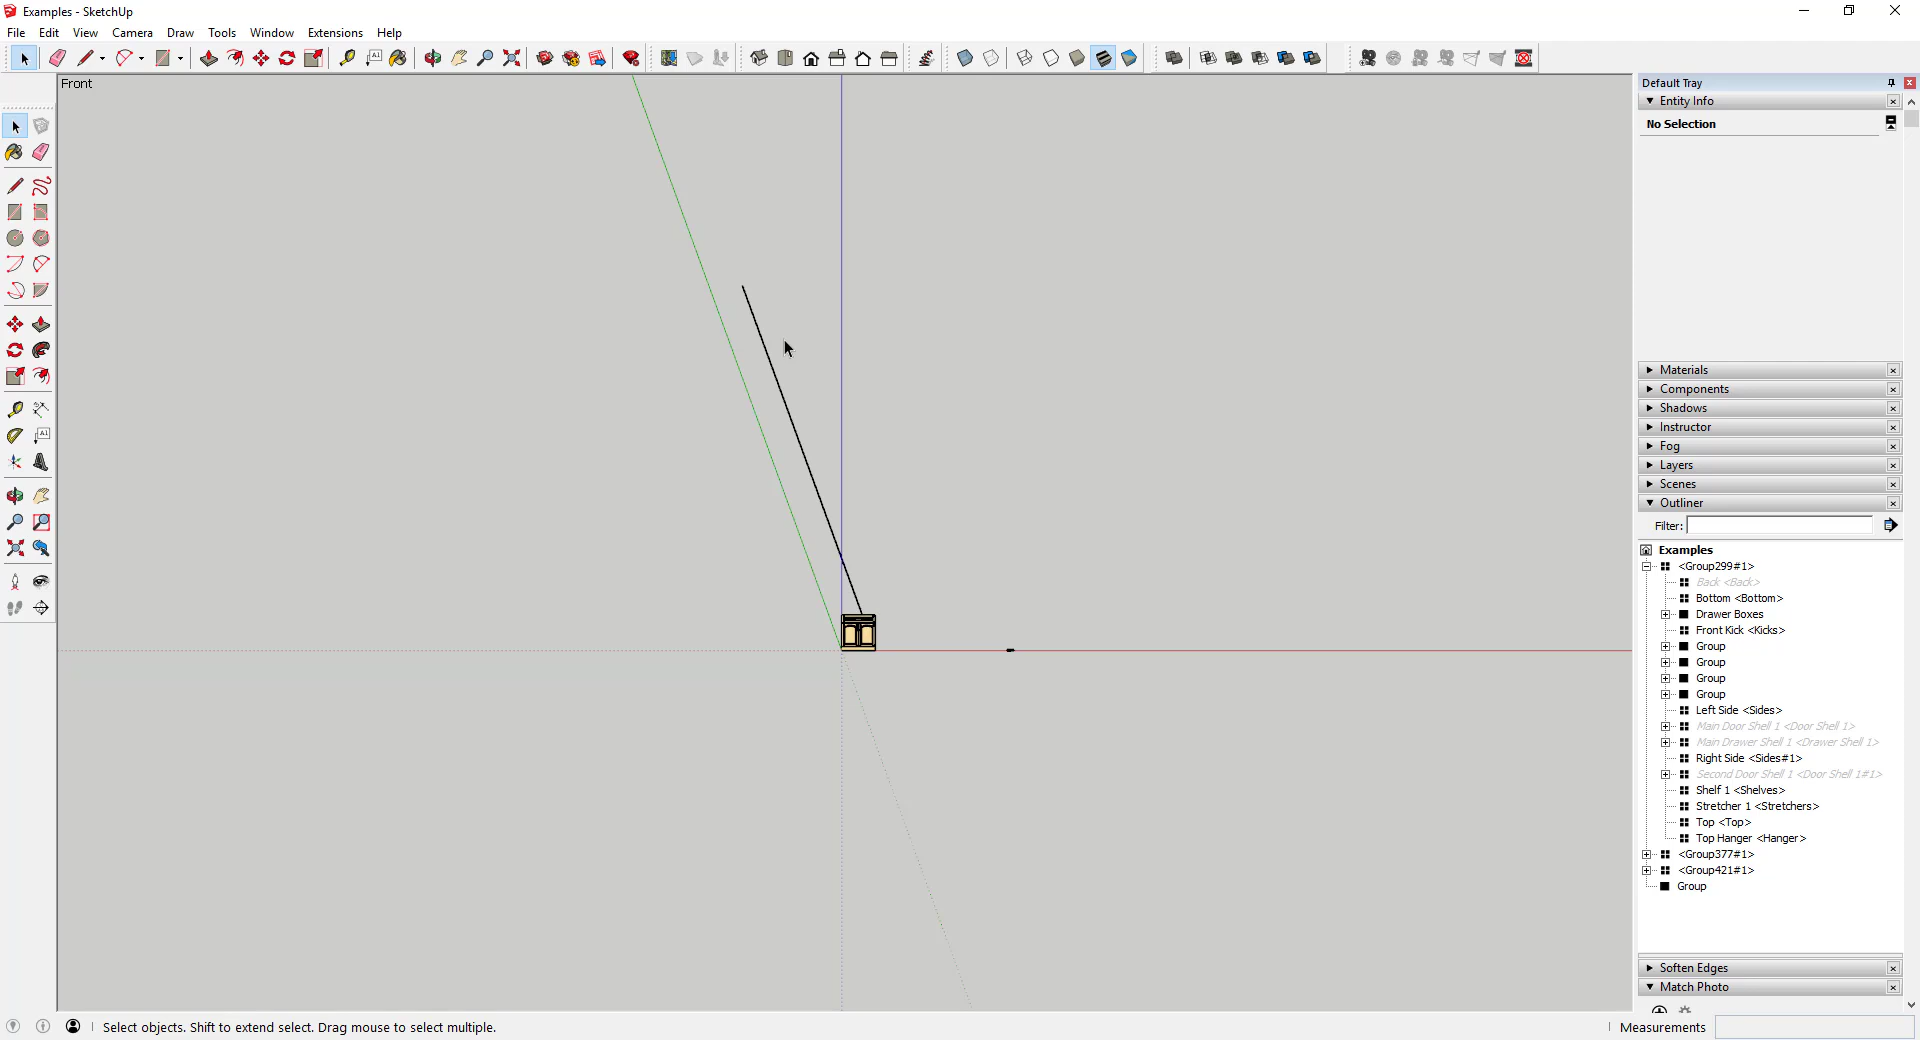 Examples - SketchUp
File Edit View Camera Draw Tools Window Extensions Help
Front
Default Tray
Entity Info
No Selection
Materials
Components
Shadows
Instructor
Fog
Layers
Scenes
Outliner
Filter:
Examples
<Group299#1>
Back <Back>
Bottom <Bottom>
Drawer Boxes
Front Kick <Kicks>
Group
Group
Group
Group
Left Side <Sides>
Main Door Shell 1 <Door Shell 1>
Main Drawer Shell 1 <Drawer Shell 1>
Right Side <Sides#1>
Second Door Shell 1 <Door Shell 1#1>
Shelf 1 <Shelves>
Stretcher 1 <Stretchers>
Top <Top>
Top Hanger <Hanger>
<Group377#1>
<Group421#1>
Group
Soften Edges
Match Photo
Select objects. Shift to extend select. Drag mouse to select multiple.
Measurements